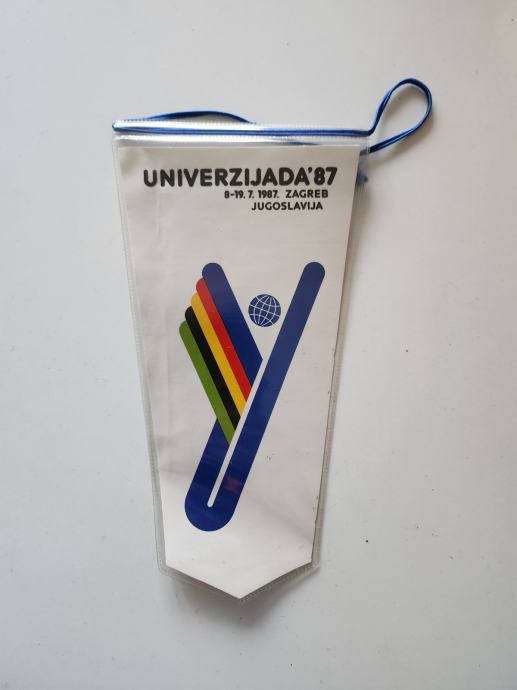 UNIVERZIJADA'87
8-19. 7. 1987. ZAGREB
JUGOSLAVIJA